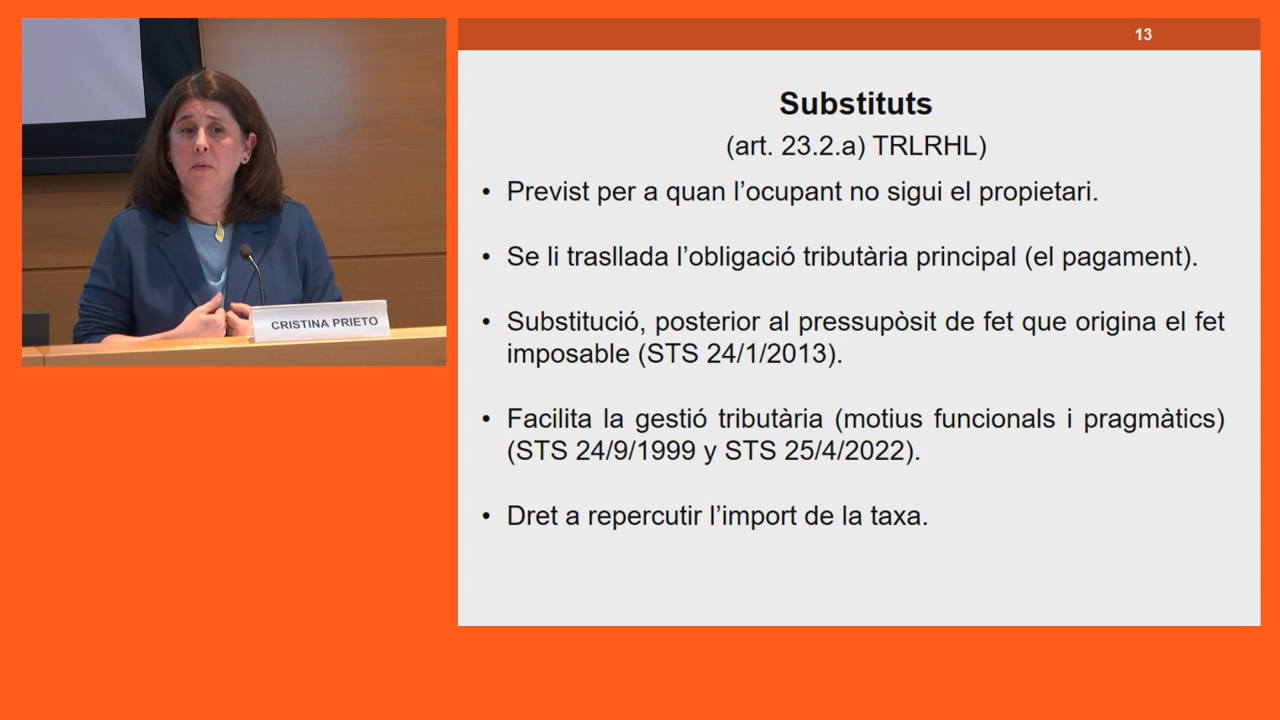 CRISTINA PRIETO
13
Substituts
(art. 23.2.a) TRLRHL)
• Previst per a quan l’ocupant no sigui el propietari.
• Se li trasllada l’obligació tributària principal (el pagament).
• Substitució, posterior al pressupòsit de fet que origina el fet
imposable (STS 24/1/2013).
• Facilita la gestió tributària (motius funcionals i pragmàtics)
(STS 24/9/1999 y STS 25/4/2022).
• Dret a repercutir l’import de la taxa.